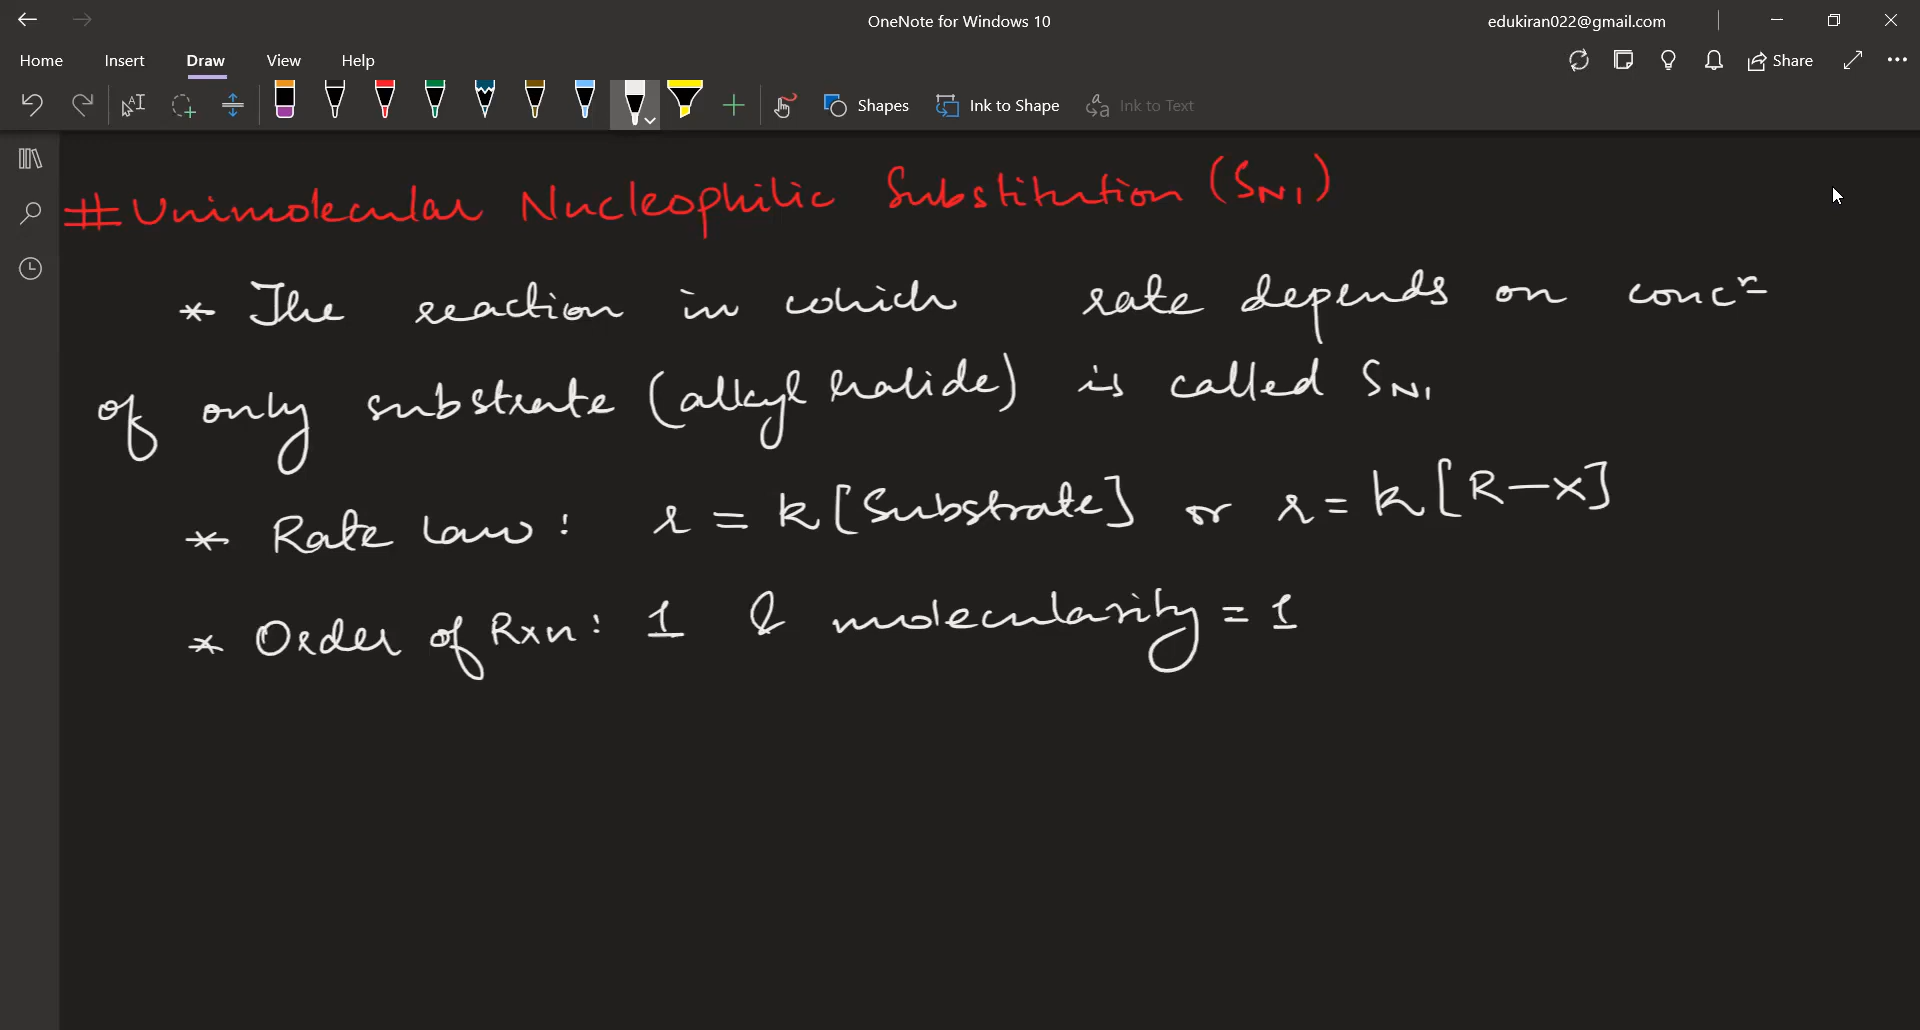 OneNote for Windows 10
edukiran022@gmail.com
Home Insert Draw View Help
Share
Shapes Ink to Shape Ink to Text
# Unimolecular Nucleophilic Substitution (SN1)
* The reaction in which rate depends on concn
of only substrate (alkyl halide) is called SN1
* Rate law : r = k [Substrate] or r = k [R-x]
* Order of Rxn : 1 & molecularity = 1